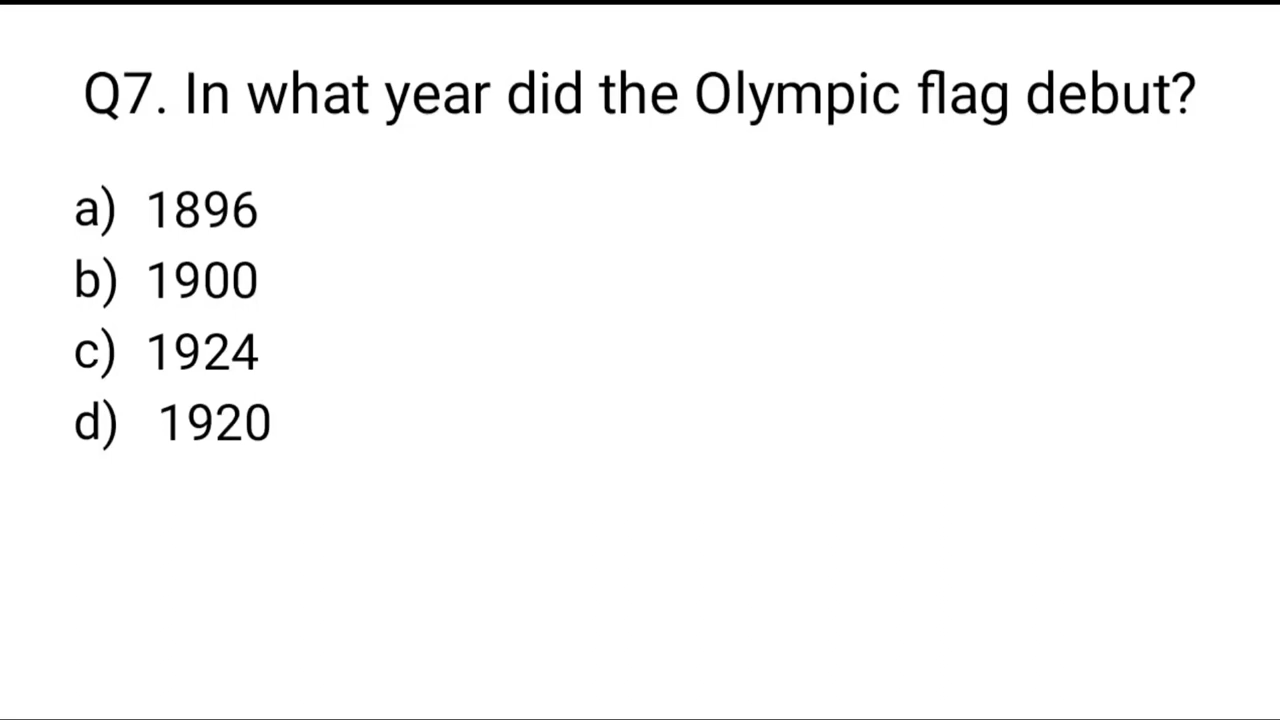 Q7. In what year did the Olympic flag debut?
a) 1896
b) 1900
c) 1924
d) 1920